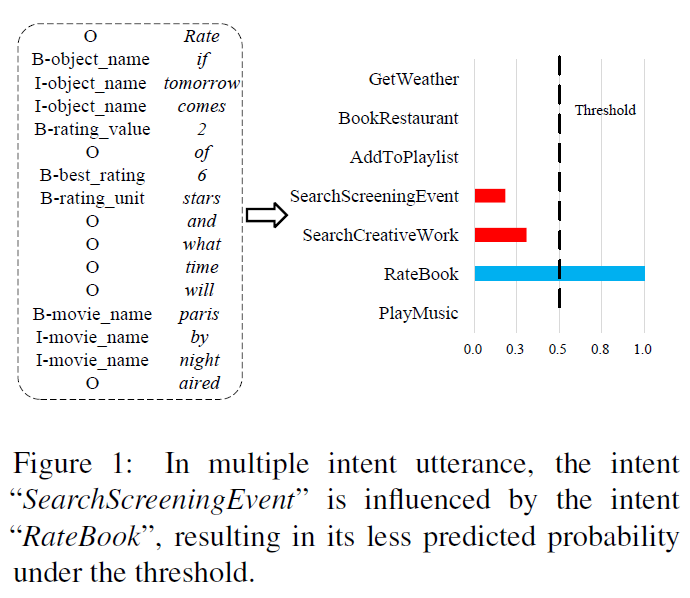 O Rate
B-object_name if
I-object_name tomorrow
I-object_name comes
B-rating_value 2
O of
B-best_rating 6
B-rating_unit stars
O and
O what
O time
O will
B-movie_name paris
I-movie_name by
I-movie_name night
O aired
GetWeather
BookRestaurant
AddToPlaylist
SearchScreeningEvent
SearchCreativeWork
RateBook
PlayMusic
Threshold
0.0 0.3 0.5 0.8 1.0
Figure 1: In multiple intent utterance, the intent
“SearchScreeningEvent” is influenced by the intent
“RateBook”, resulting in its less predicted probability
under the threshold.